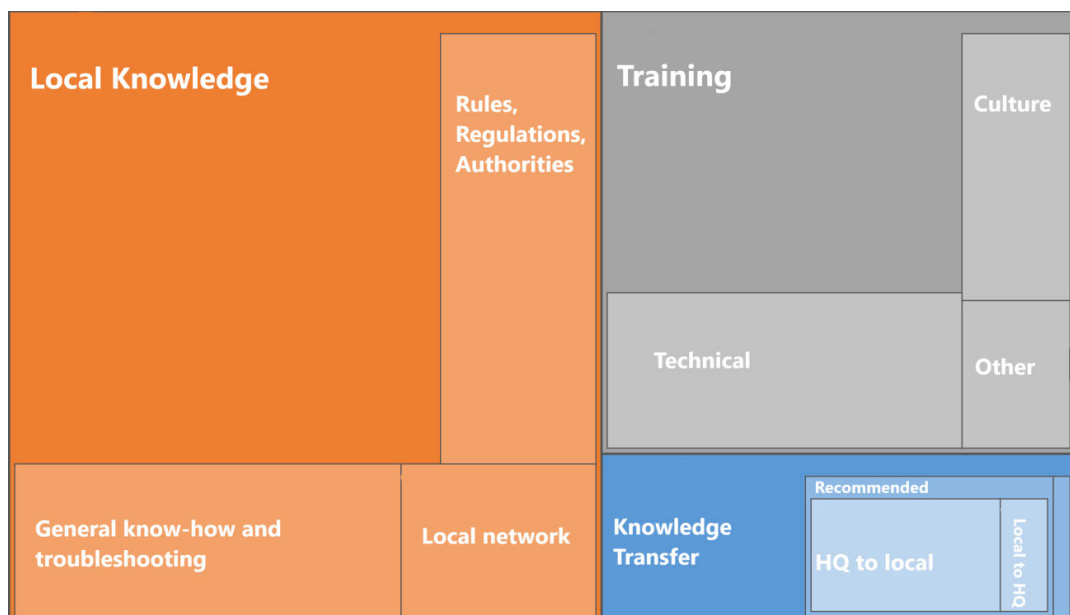 Local Knowledge
Rules,
Regulations,
Authorities
General know-how and
troubleshooting
Local network
Training
Culture
Technical
Other
Knowledge
Transfer
Recommended
HQ to local
Local to HQ